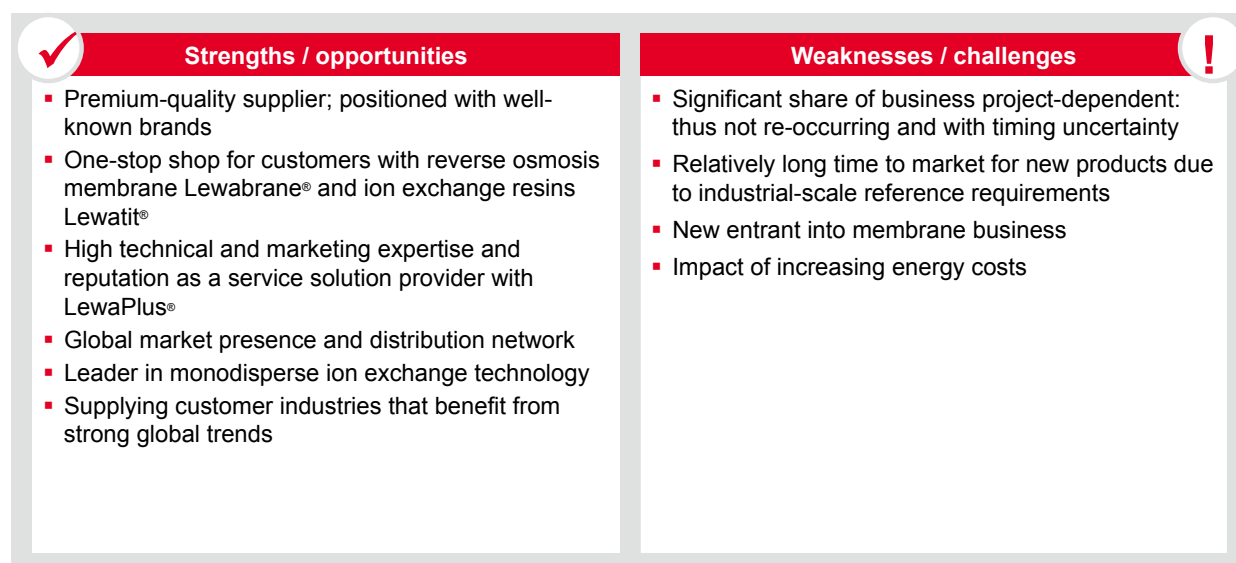 Strengths / opportunities
▪ Premium-quality supplier; positioned with well-
known brands
▪ One-stop shop for customers with reverse osmosis
membrane Lewabrane® and ion exchange resins
Lewatit®
▪ High technical and marketing expertise and
reputation as a service solution provider with
LewaPlus®
▪ Global market presence and distribution network
▪ Leader in monodisperse ion exchange technology
▪ Supplying customer industries that benefit from
strong global trends
Weaknesses / challenges
!
▪ Significant share of business project-dependent:
thus not re-occurring and with timing uncertainty
▪ Relatively long time to market for new products due
to industrial-scale reference requirements
▪ New entrant into membrane business
▪ Impact of increasing energy costs